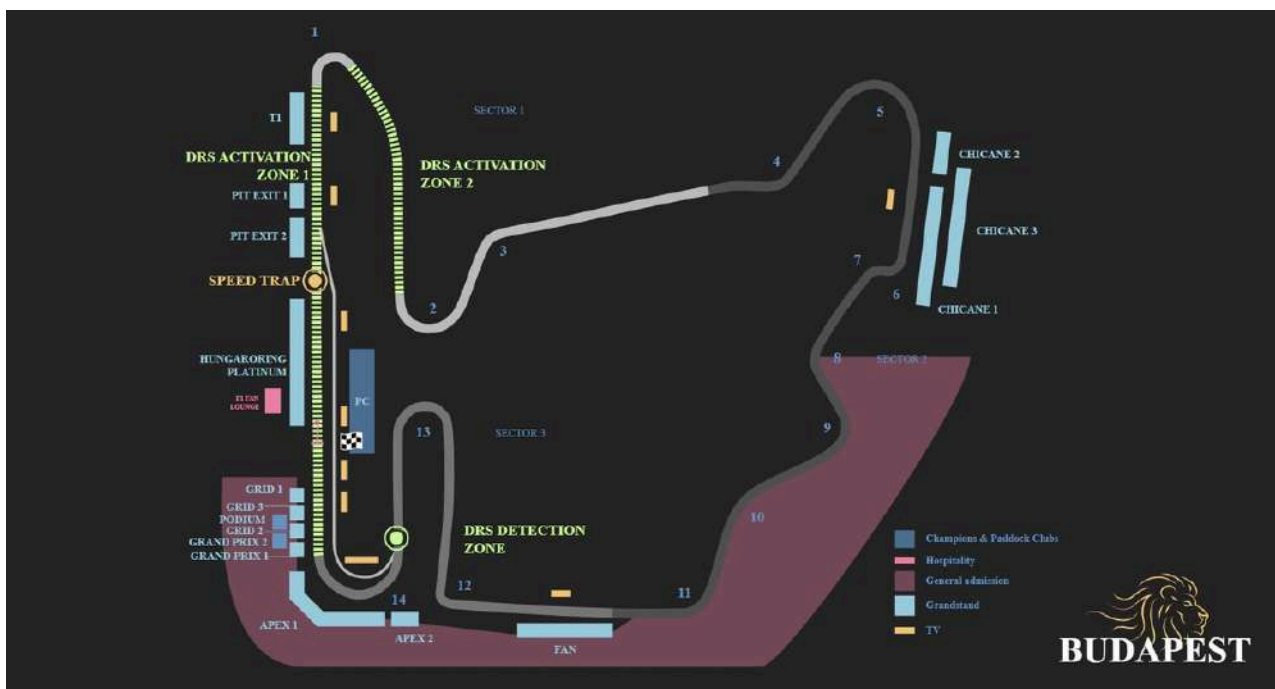 1
SECTOR 1
5
T1
DRS ACTIVATION
ZONE 1
DRS ACTIVATION
ZONE 2
4
CHICANE 2
PIT EXIT 1
PIT EXIT 2
3
CHICANE 3
7
SPEED TRAP
6
2
CHICANE 1
HUNGARORING
PLATINUM
8
SECTOR 2
LOUNGE
PC
13
SECTOR 3
9
GRID 1
GRID 3
PODIUM
GRID 2
GRAND PRIX 2
GRAND PRIX 1
10
DRS DETECTION
ZONE
Champions & Paddock Clubs
Hospitality
General admission
Grandstand
TV
12
11
14
APEX 1
APEX 2
FAN
BUDAPEST